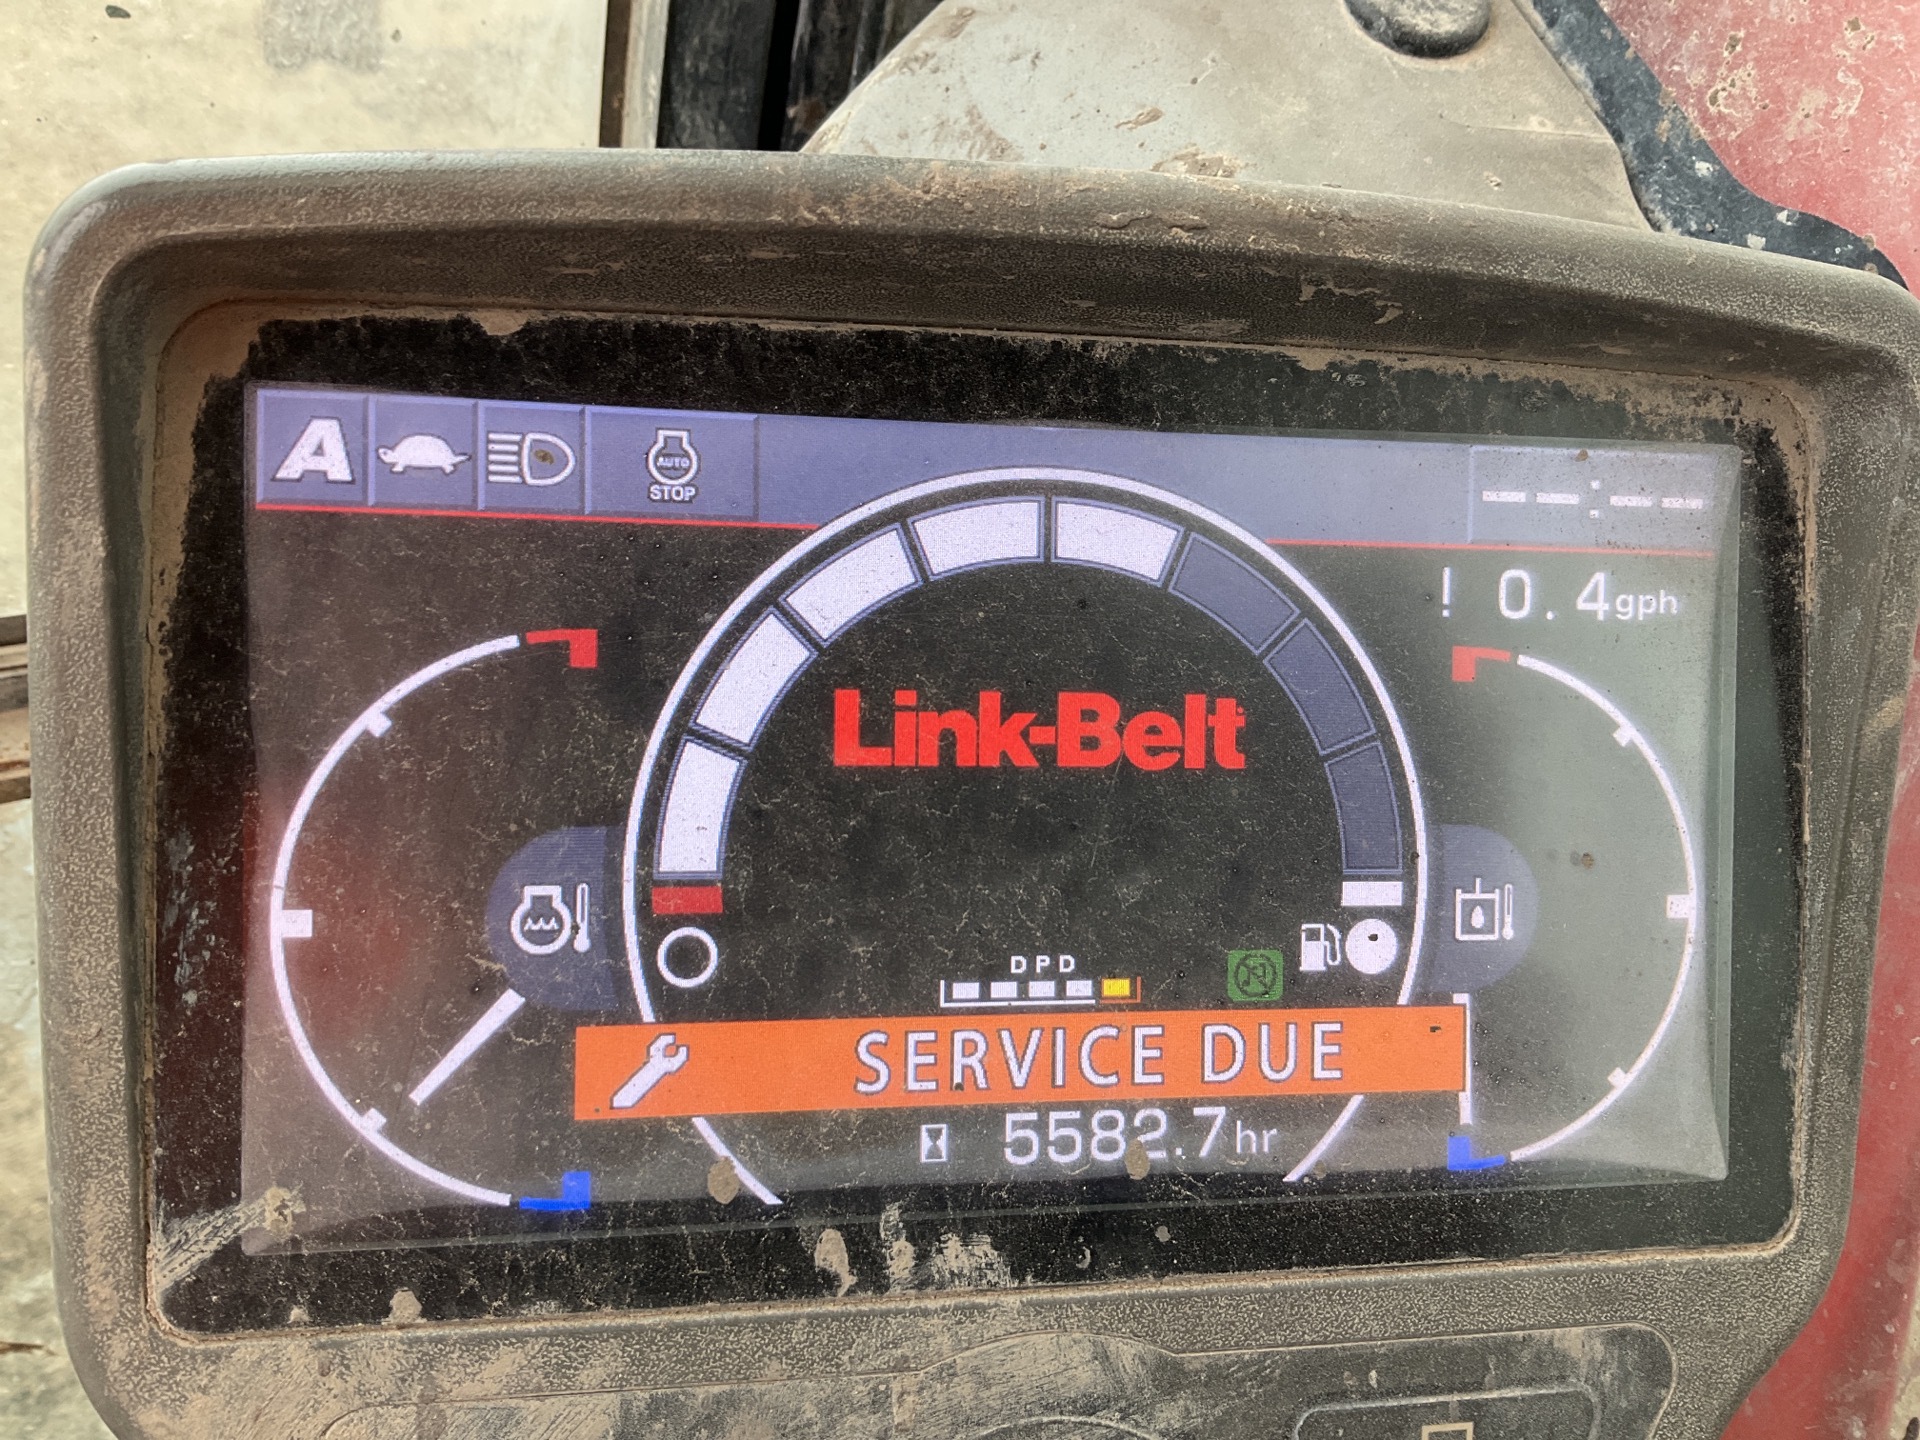 A
AUTO
STOP
--:--
! 0.4gph
Link-Belt
DPD
SERVICE DUE
5582.7hr